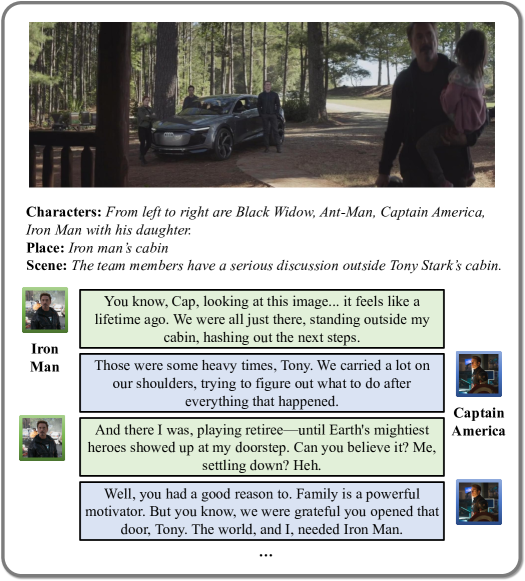 Characters: From left to right are Black Widow, Ant-Man, Captain America,
Iron Man with his daughter.
Place: Iron man's cabin
Scene: The team members have a serious discussion outside Tony Stark's cabin.
You know, Cap, looking at this image... it feels like a
lifetime ago. We were all just there, standing outside my
cabin, hashing out the next steps.
Iron
Man
Those were some heavy times, Tony. We carried a lot on
our shoulders, trying to figure out what to do after
everything that happened.
Captain
America
And there I was, playing retiree—until Earth's mightiest
heroes showed up at my doorstep. Can you believe it? Me,
settling down? Heh.
Well, you had a good reason to. Family is a powerful
motivator. But you know, we were grateful you opened that
door, Tony. The world, and I, needed Iron Man.
...